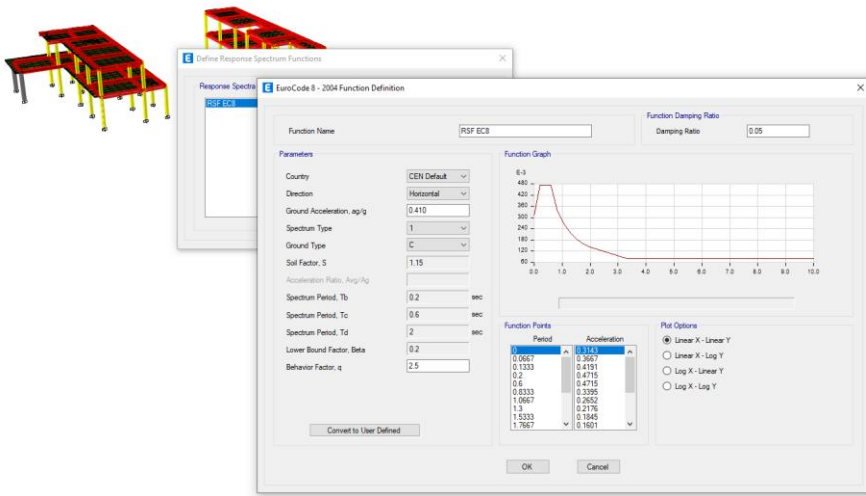 Define Response Spectrum Functions
Response Spectra
RSF EC8
EuroCode 8 - 2004 Function Definition
Function Name
RSF EC8
Function Damping Ratio
Damping Ratio
0.05
Parameters
Country
CEN Default
Direction
Horizontal
Ground Acceleration, ag/g
0.410
Spectrum Type
1
Ground Type
C
Soil Factor, S
1.15
Acceleration Ratio, Avg/Ag
Spectrum Period, Tb
0.2
sec
Spectrum Period, Tc
0.6
sec
Spectrum Period, Td
2
sec
Lower Bound Factor, Beta
0.2
Behavior Factor, q
2.5
Convert to User Defined
Function Graph
E-3
480
420
360
300
240
180
120
60
0.0 1.0 2.0 3.0 4.0 5.0 6.0 7.0 8.0 9.0 10.0
Function Points
Period Acceleration
0 0.3143
0.0667 0.3667
0.1333 0.4191
0.2 0.4715
0.6 0.4715
0.8333 0.3395
1.0667 0.2652
1.3 0.2176
1.5333 0.1845
1.7667 0.1601
Plot Options
Linear X - Linear Y
Linear X - Log Y
Log X - Linear Y
Log X - Log Y
OK
Cancel